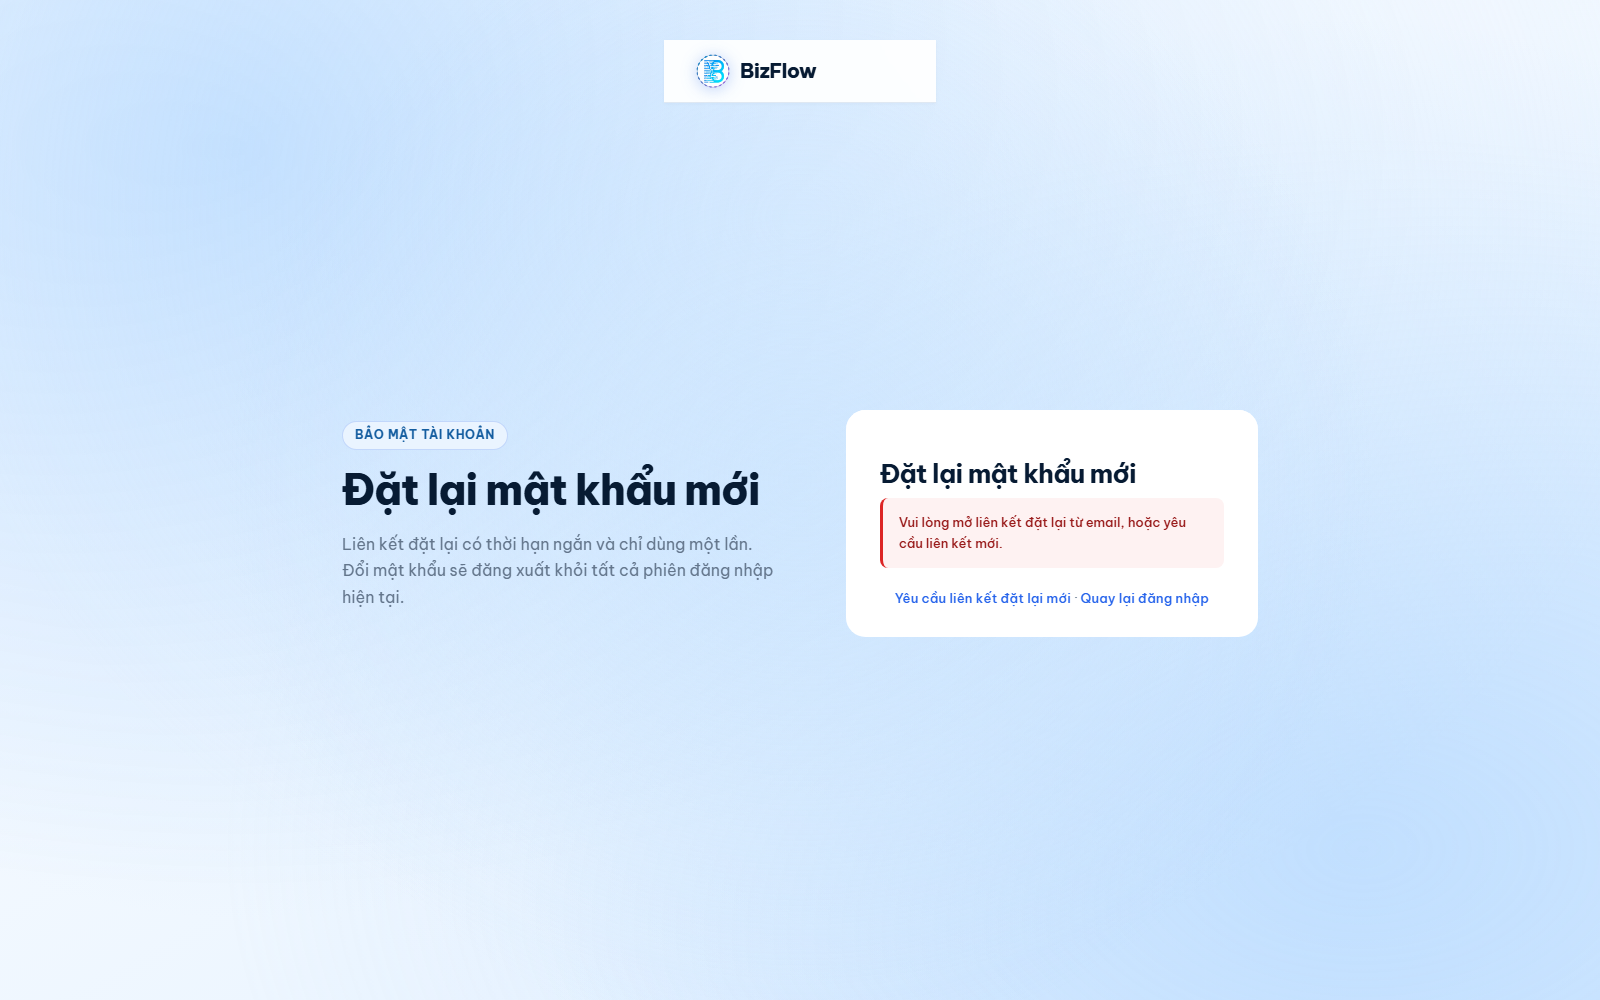 BizFlow
BẢO MẬT TÀI KHOẢN
Đặt lại mật khẩu mới
Liên kết đặt lại có thời hạn ngắn và chỉ dùng một lần.
Đổi mật khẩu sẽ đăng xuất khỏi tất cả phiên đăng nhập
hiện tại.
Đặt lại mật khẩu mới
Vui lòng mở liên kết đặt lại từ email, hoặc yêu
cầu liên kết mới.
Yêu cầu liên kết đặt lại mới · Quay lại đăng nhập